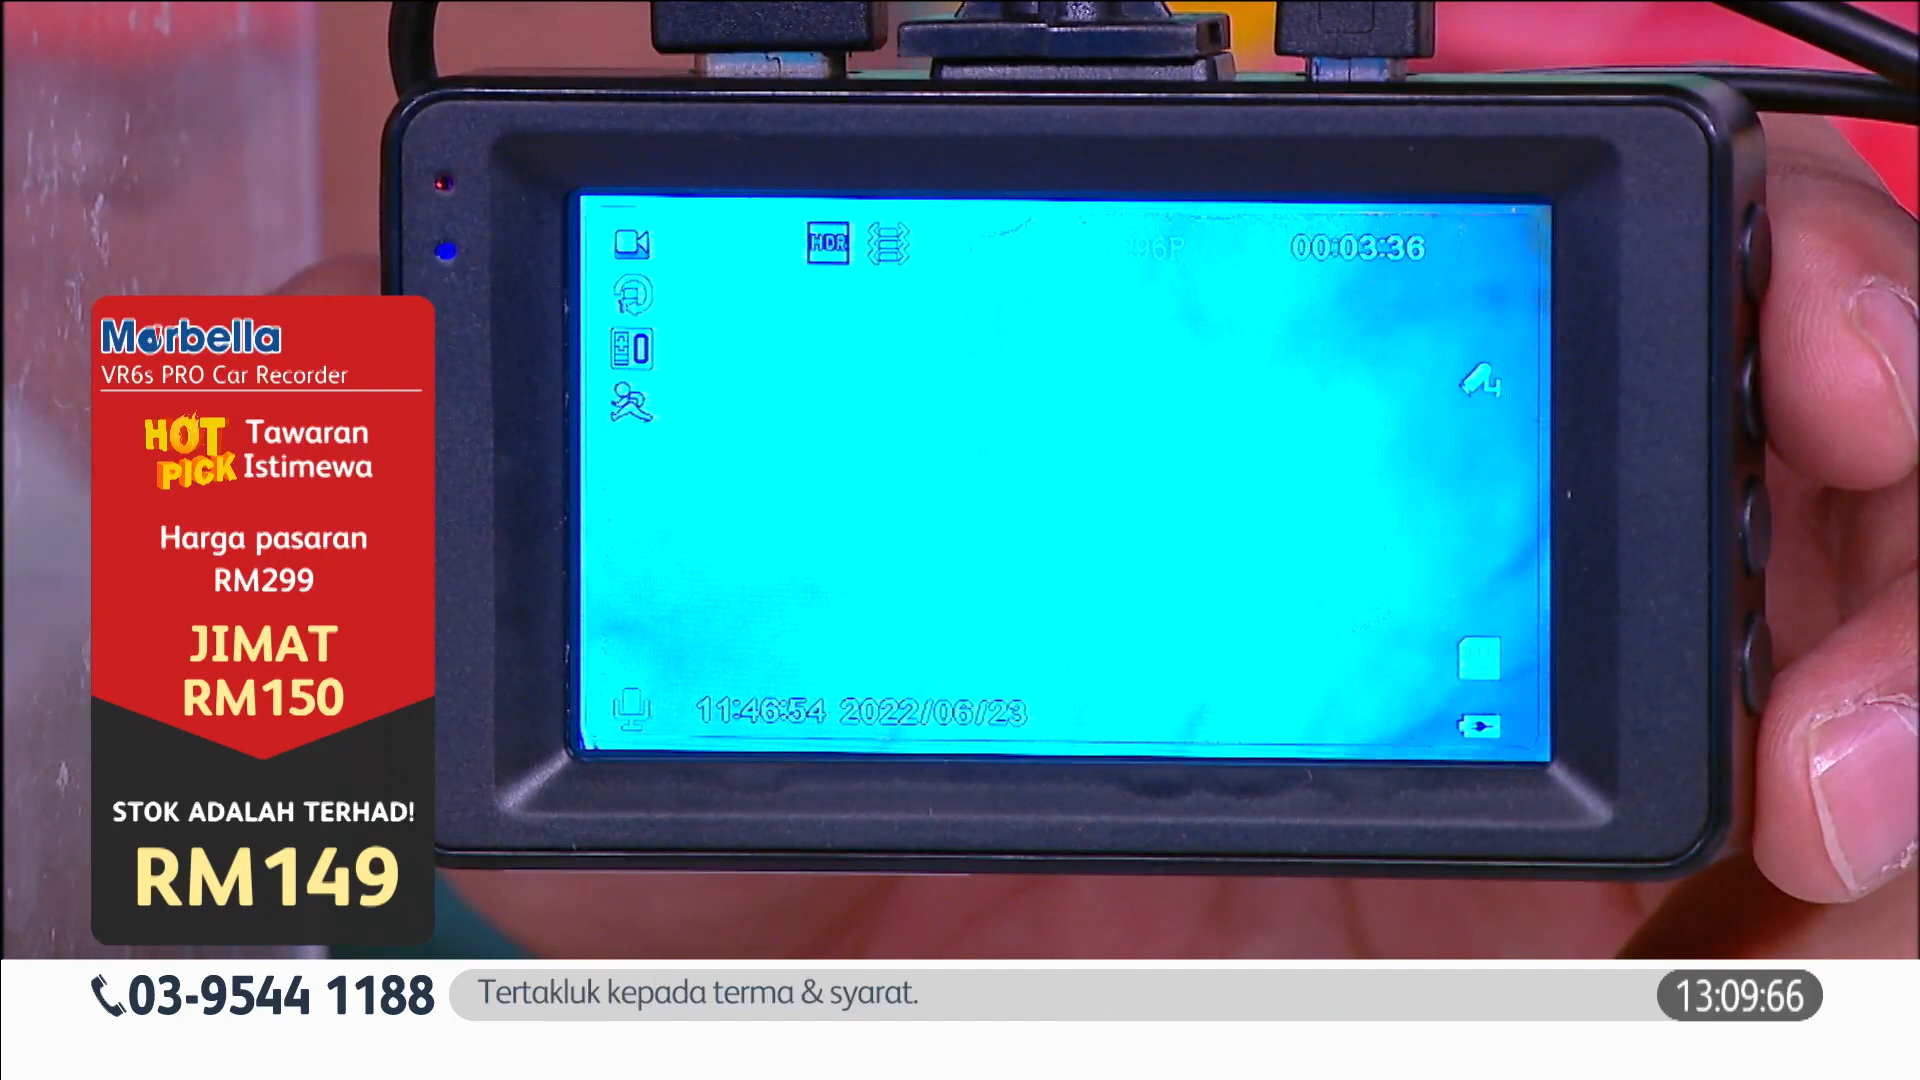 HDR
00:03:36
11:46:54 2022/06/23
Marbella
VR6s PRO Car Recorder
HOT PICK
Tawaran
Istimewa
Harga pasaran
RM299
JIMAT
RM150
STOK ADALAH TERHAD!
RM149
03-9544 1188
Tertakluk kepada terma & syarat.
13:09:66